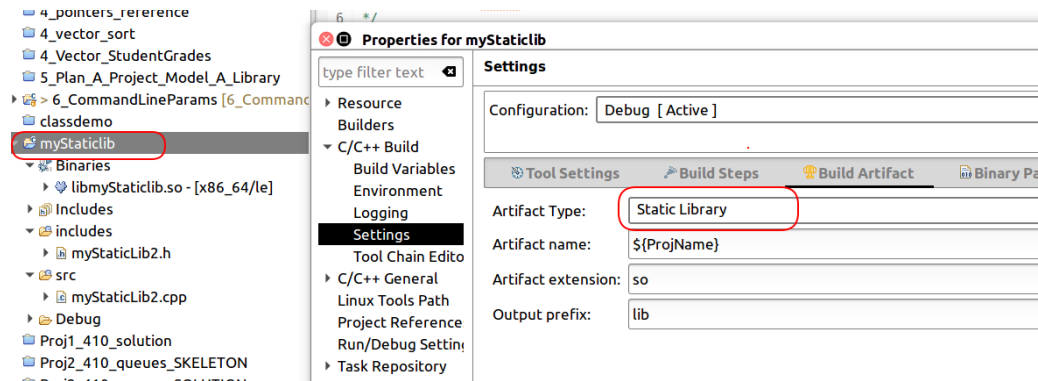 4_pointers_reference
4_vector_sort
4_Vector_StudentGrades
5_Plan_A_Project_Model_A_Library
> 6_CommandLineParams [6_Comman
classdemo
myStaticlib
Binaries
libmyStaticlib.so - [x86_64/le]
Includes
includes
myStaticLib2.h
src
myStaticLib2.cpp
Debug
Proj1_410_solution
Proj2_410_queues_SKELETON
6 */
Properties for myStaticlib
type filter text
Resource
Builders
C/C++ Build
Build Variables
Environment
Logging
Settings
Tool Chain Edito
C/C++ General
Linux Tools Path
Project Reference
Run/Debug Setting
Task Repository
Settings
Configuration: Debug [ Active ]
Tool Settings Build Steps Build Artifact Binary Pa
Artifact Type: Static Library
Artifact name: ${ProjName}
Artifact extension: so
Output prefix: lib